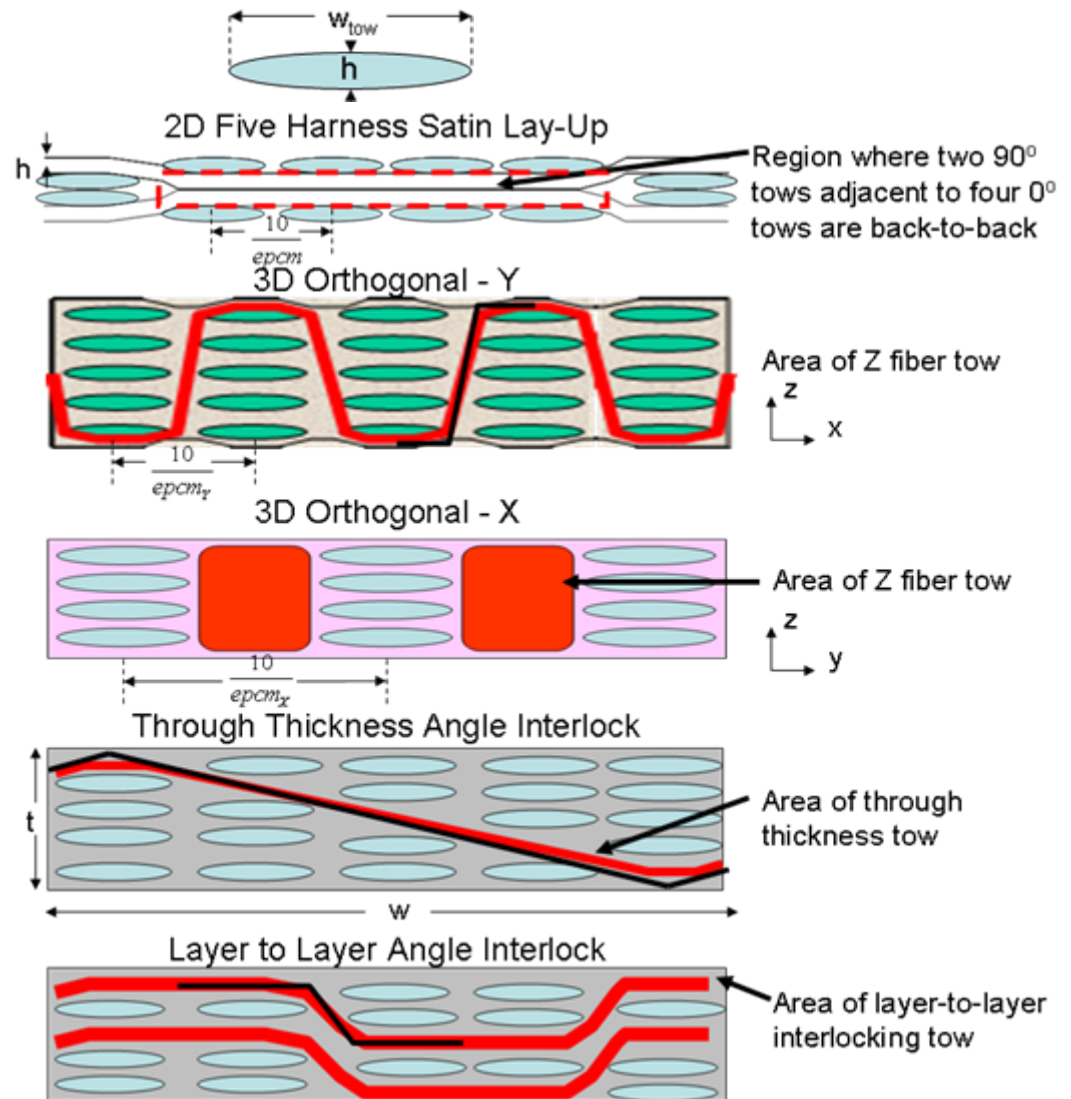 w tow
h
2D Five Harness Satin Lay-Up
h
Region where two 90⁰
tows adjacent to four 0⁰
tows are back-to-back
10
epcm
3D Orthogonal - Y
Area of Z fiber tow
z
x
10
epcm_Y
3D Orthogonal - X
Area of Z fiber tow
z
y
10
epcm_X
Through Thickness Angle Interlock
t
Area of through
thickness tow
w
Layer to Layer Angle Interlock
Area of layer-to-layer
interlocking tow